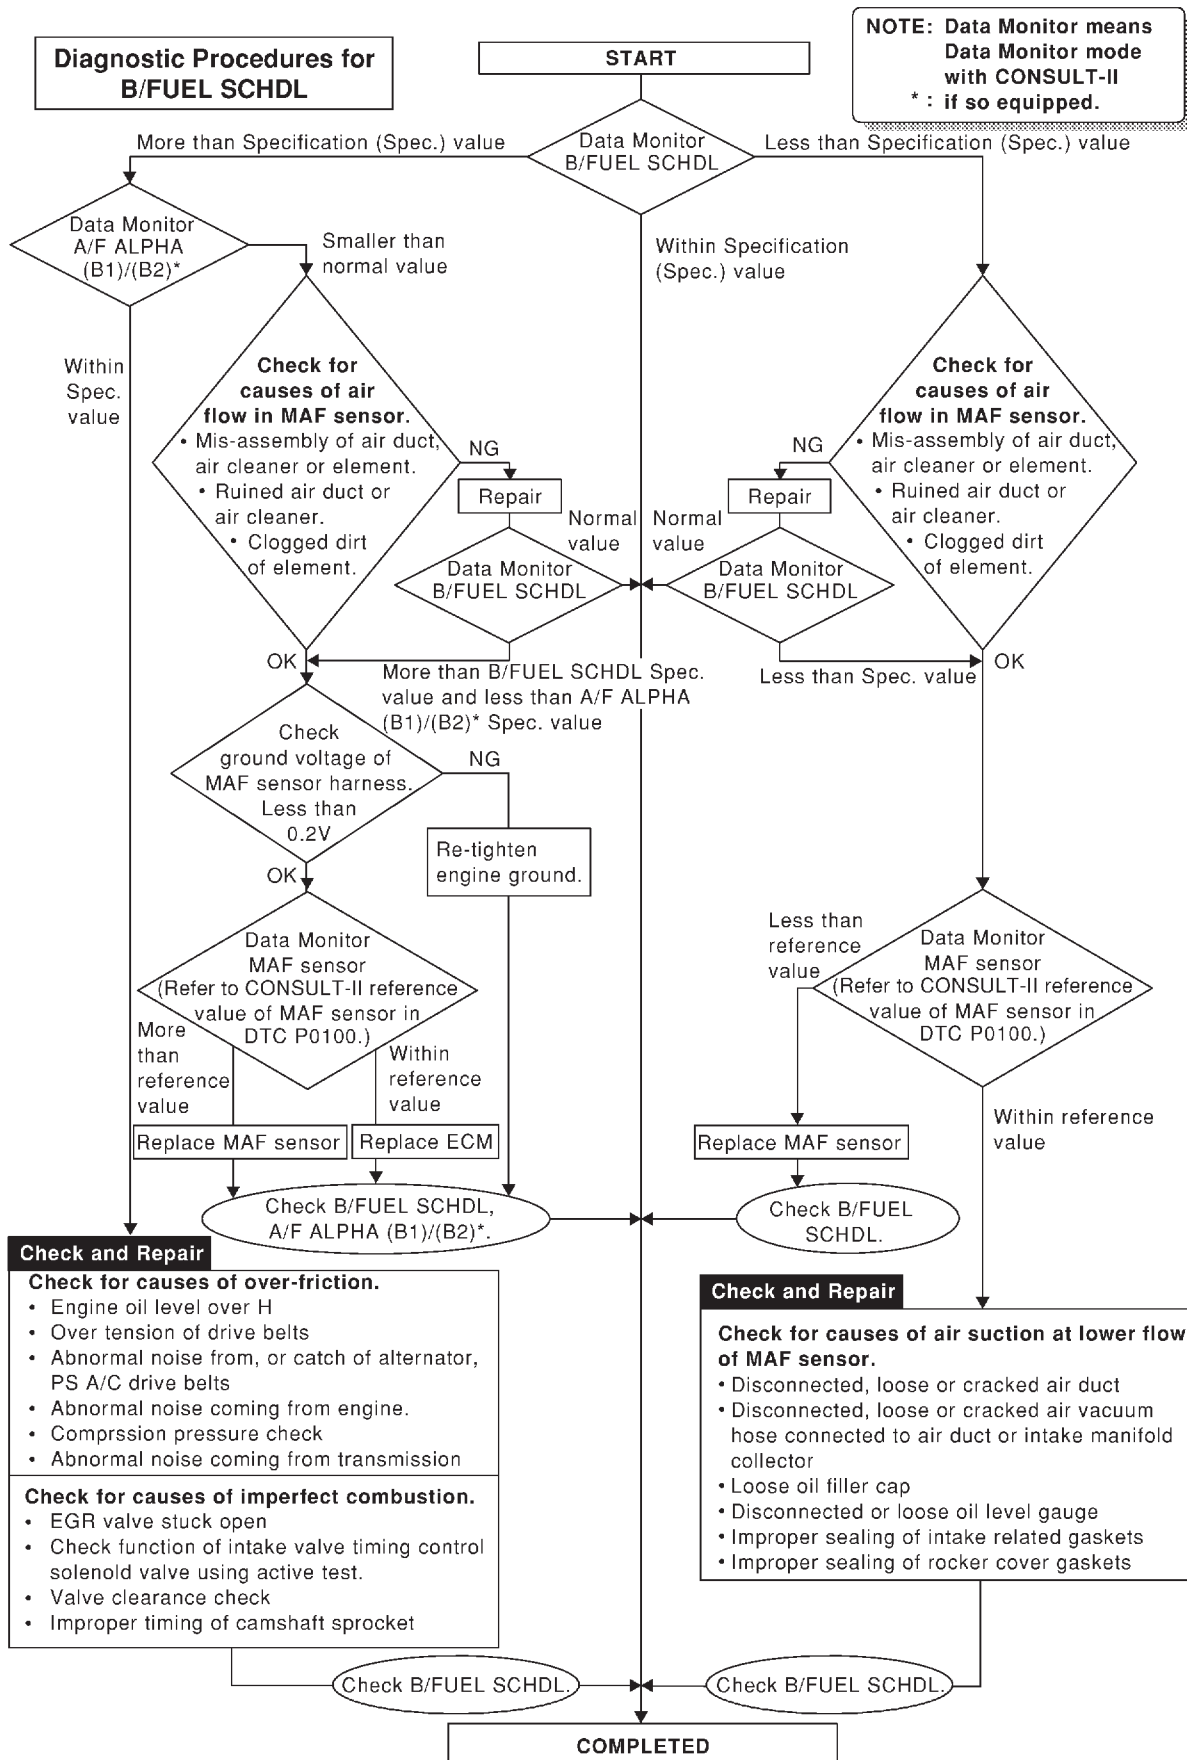 Diagnostic Procedures for
B/FUEL SCHDL
START
NOTE: Data Monitor means
Data Monitor mode
with CONSULT-II
* : if so equipped.
More than Specification (Spec.) value
Data Monitor
B/FUEL SCHDL
Less than Specification (Spec.) value
Data Monitor
A/F ALPHA
(B1)/(B2)*
Smaller than
normal value
Within Specification
(Spec.) value
Within
Spec.
value
Check for
causes of air
flow in MAF sensor.
• Mis-assembly of air duct,
air cleaner or element.
• Ruined air duct or
air cleaner.
• Clogged dirt
of element.
NG
Repair
Normal
value
Data Monitor
B/FUEL SCHDL
NG
Repair
Normal
value
Data Monitor
B/FUEL SCHDL
Check for
causes of air
flow in MAF sensor.
• Mis-assembly of air duct,
air cleaner or element.
• Ruined air duct or
air cleaner.
• Clogged dirt
of element.
OK
More than B/FUEL SCHDL Spec.
value and less than A/F ALPHA
(B1)/(B2)* Spec. value
Less than Spec. value
OK
Check
ground voltage of
MAF sensor harness.
Less than
0.2V
NG
Re-tighten
engine ground.
OK
Data Monitor
MAF sensor
(Refer to CONSULT-II reference
value of MAF sensor in
DTC P0100.)
More
than
reference
value
Within
reference
value
Less than
reference
value
Data Monitor
MAF sensor
(Refer to CONSULT-II reference
value of MAF sensor in
DTC P0100.)
Within reference
value
Replace MAF sensor
Replace ECM
Replace MAF sensor
Check B/FUEL SCHDL,
A/F ALPHA (B1)/(B2)*.
Check B/FUEL
SCHDL.
Check and Repair
Check for causes of over-friction.
• Engine oil level over H
• Over tension of drive belts
• Abnormal noise from, or catch of alternator,
PS A/C drive belts
• Abnormal noise coming from engine.
• Comprssion pressure check
• Abnormal noise coming from transmission
Check for causes of imperfect combustion.
• EGR valve stuck open
• Check function of intake valve timing control
solenold valve using active test.
• Valve clearance check
• Improper timing of camshaft sprocket
Check and Repair
Check for causes of air suction at lower flow
of MAF sensor.
• Disconnected, loose or cracked air duct
• Disconnected, loose or cracked air vacuum
hose connected to air duct or intake manifold
collector
• Loose oil filler cap
• Disconnected or loose oil level gauge
• Improper sealing of intake related gaskets
• Improper sealing of rocker cover gaskets
Check B/FUEL SCHDL.
Check B/FUEL SCHDL.
COMPLETED